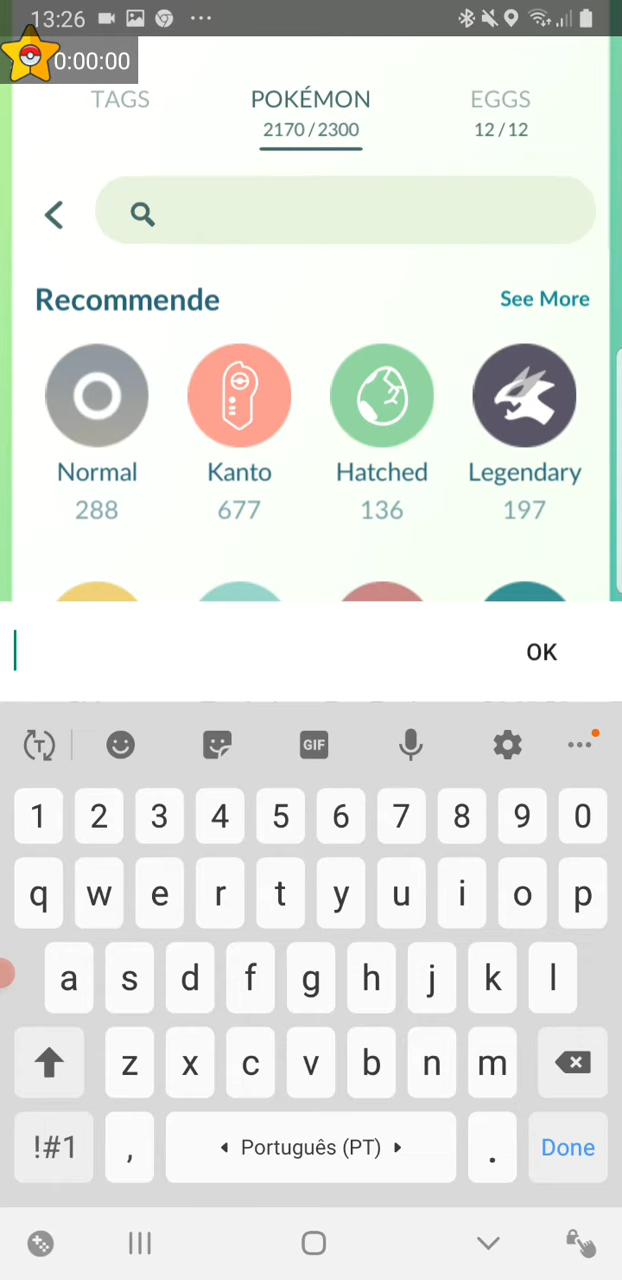 13:26
0:00:00
TAGS POKÉMON EGGS
2170/2300 12/12
Recommende See More
Normal Kanto Hatched Legendary
288 677 136 197
OK
GIF
1 2 3 4 5 6 7 8 9 0
q w e r t y u i o p
a s d f g h j k l
z x c v b n m
!#1 , Português (PT) . Done